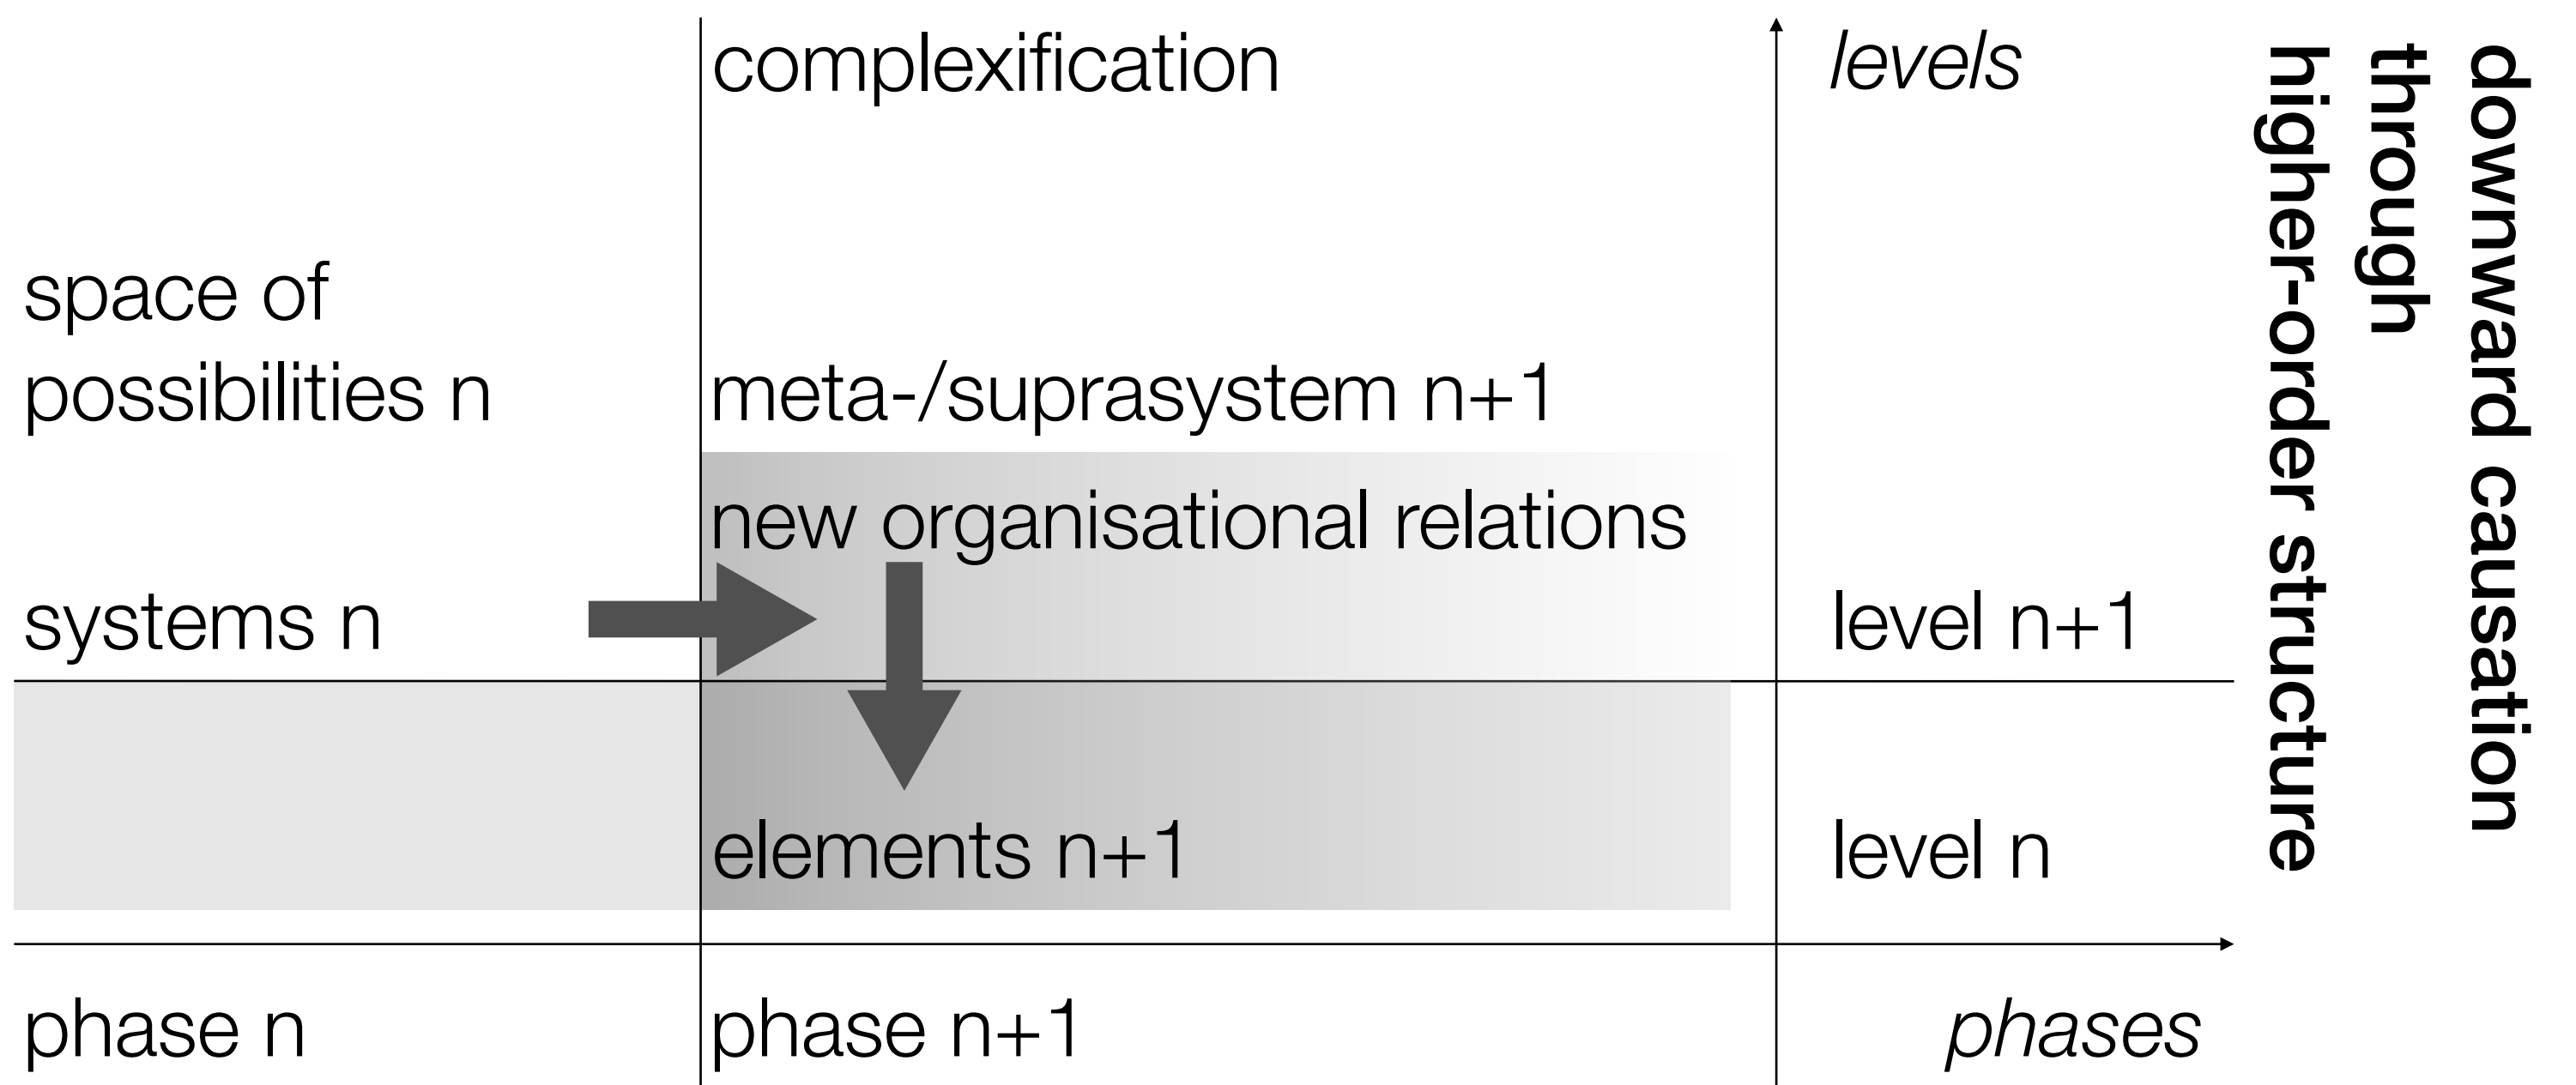 complexification
levels
space of
possibilities n
meta-/suprasystem n+1
new organisational relations
systems n
level n+1
elements n+1
level n
phase n
phase n+1
phases
downward causation
through
higher-order structure